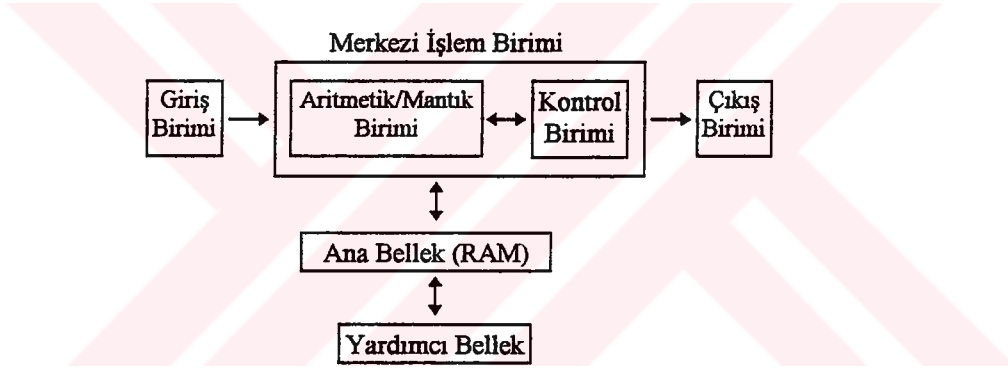 Merkezi İşlem Birimi
Giriş
Birimi
Aritmetik/Mantık
Birimi
Kontrol
Birimi
Çıkış
Birimi
Ana Bellek (RAM)
Yardımcı Bellek